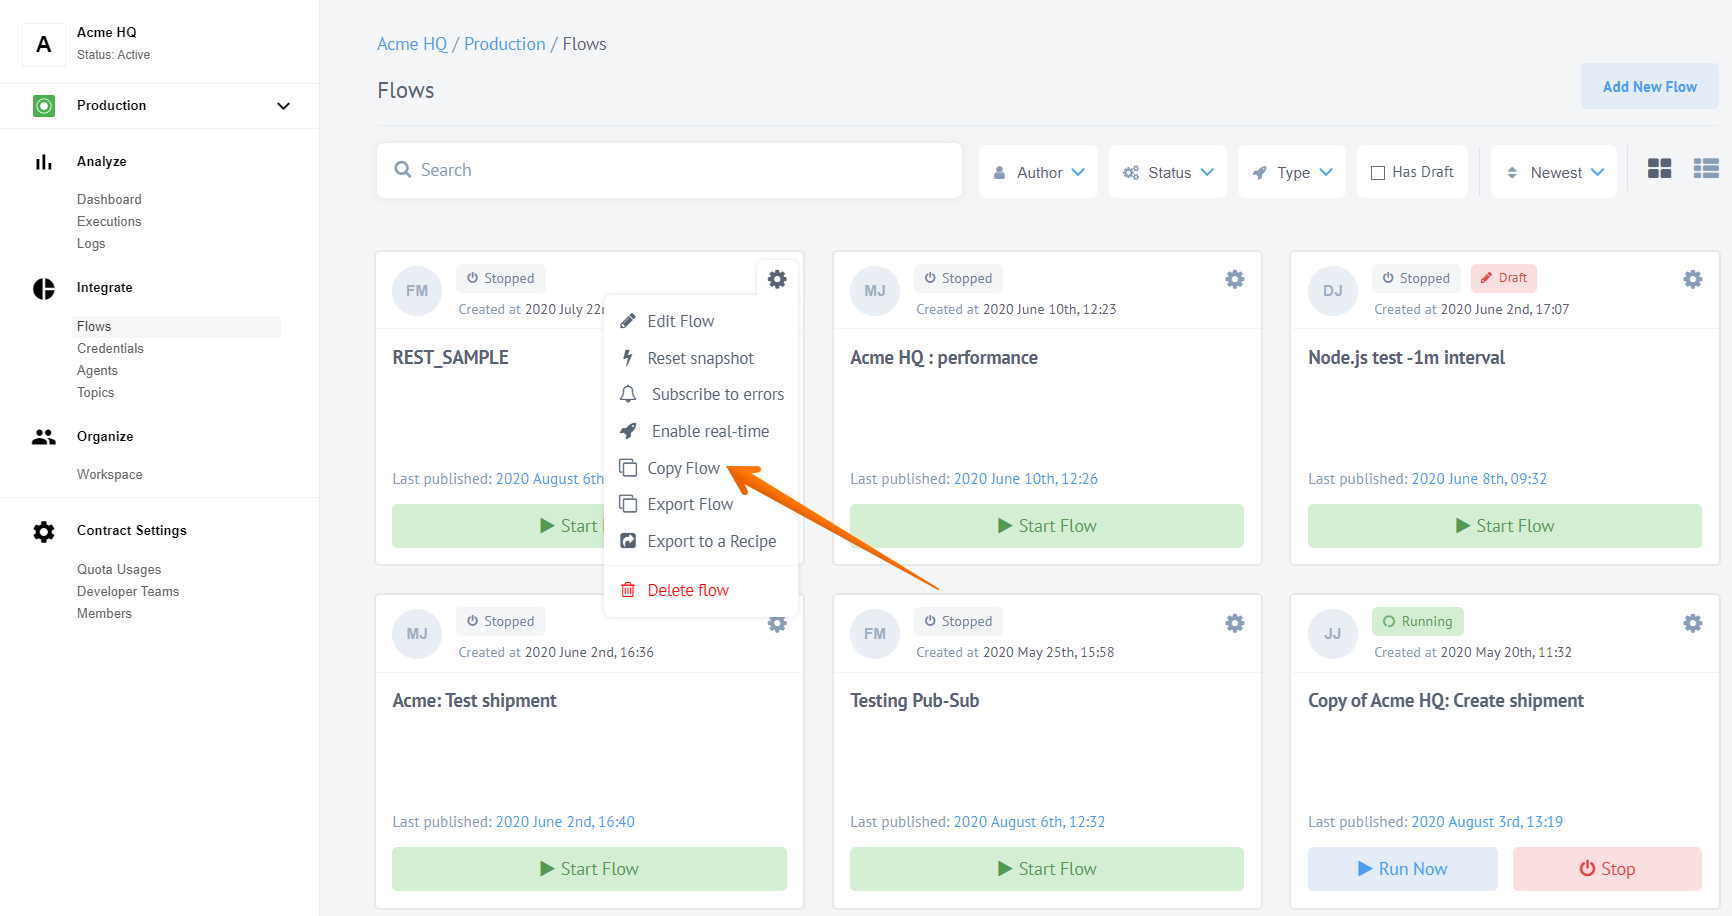 A
Acme HQ
Status: Active
Production
Analyze
Dashboard
Executions
Logs
Integrate
Flows
Credentials
Agents
Topics
Organize
Workspace
Contract Settings
Quota Usages
Developer Teams
Members
Acme HQ / Production / Flows
Flows
Add New Flow
Search
Author
Status
Type
Has Draft
Newest
FM
Stopped
Created at 2020 July 22n
REST_SAMPLE
Last published: 2020 August 6th
Start
Edit Flow
Reset snapshot
Subscribe to errors
Enable real-time
Copy Flow
Export Flow
Export to a Recipe
Delete flow
MJ
Stopped
Created at 2020 June 10th, 12:23
Acme HQ : performance
Last published: 2020 June 10th, 12:26
Start Flow
DJ
Stopped
Draft
Created at 2020 June 2nd, 17:07
Node.js test -1m interval
Last published: 2020 June 8th, 09:32
Start Flow
MJ
Stopped
Created at 2020 June 2nd, 16:36
Acme: Test shipment
Last published: 2020 June 2nd, 16:40
Start Flow
FM
Stopped
Created at 2020 May 25th, 15:58
Testing Pub-Sub
Last published: 2020 August 6th, 12:32
Start Flow
JJ
Running
Created at 2020 May 20th, 11:32
Copy of Acme HQ: Create shipment
Last published: 2020 August 3rd, 13:19
Run Now
Stop